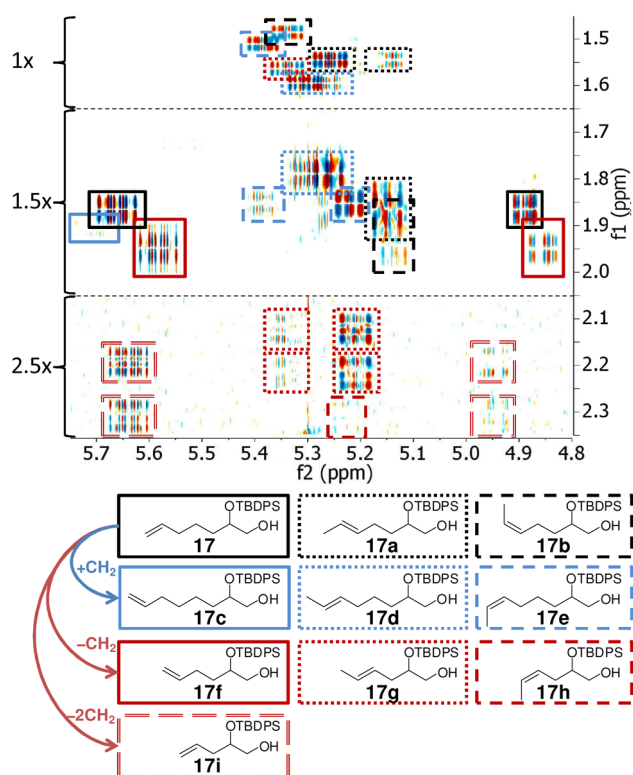 1x
1.5
1.6
1.5x
1.7
1.8
1.9
2.0
f1 (ppm)
2.5x
2.1
2.2
2.3
5.7 5.6 5.5 5.4 5.3 5.2 5.1 5.0 4.9 4.8
f2 (ppm)
OTBDPS OH 17
OTBDPS OH 17a
OTBDPS OH 17b
+CH2
OTBDPS OH 17c
OTBDPS OH 17d
OTBDPS OH 17e
–CH2
OTBDPS OH 17f
OTBDPS OH 17g
OTBDPS OH 17h
–2CH2
OTBDPS OH 17i